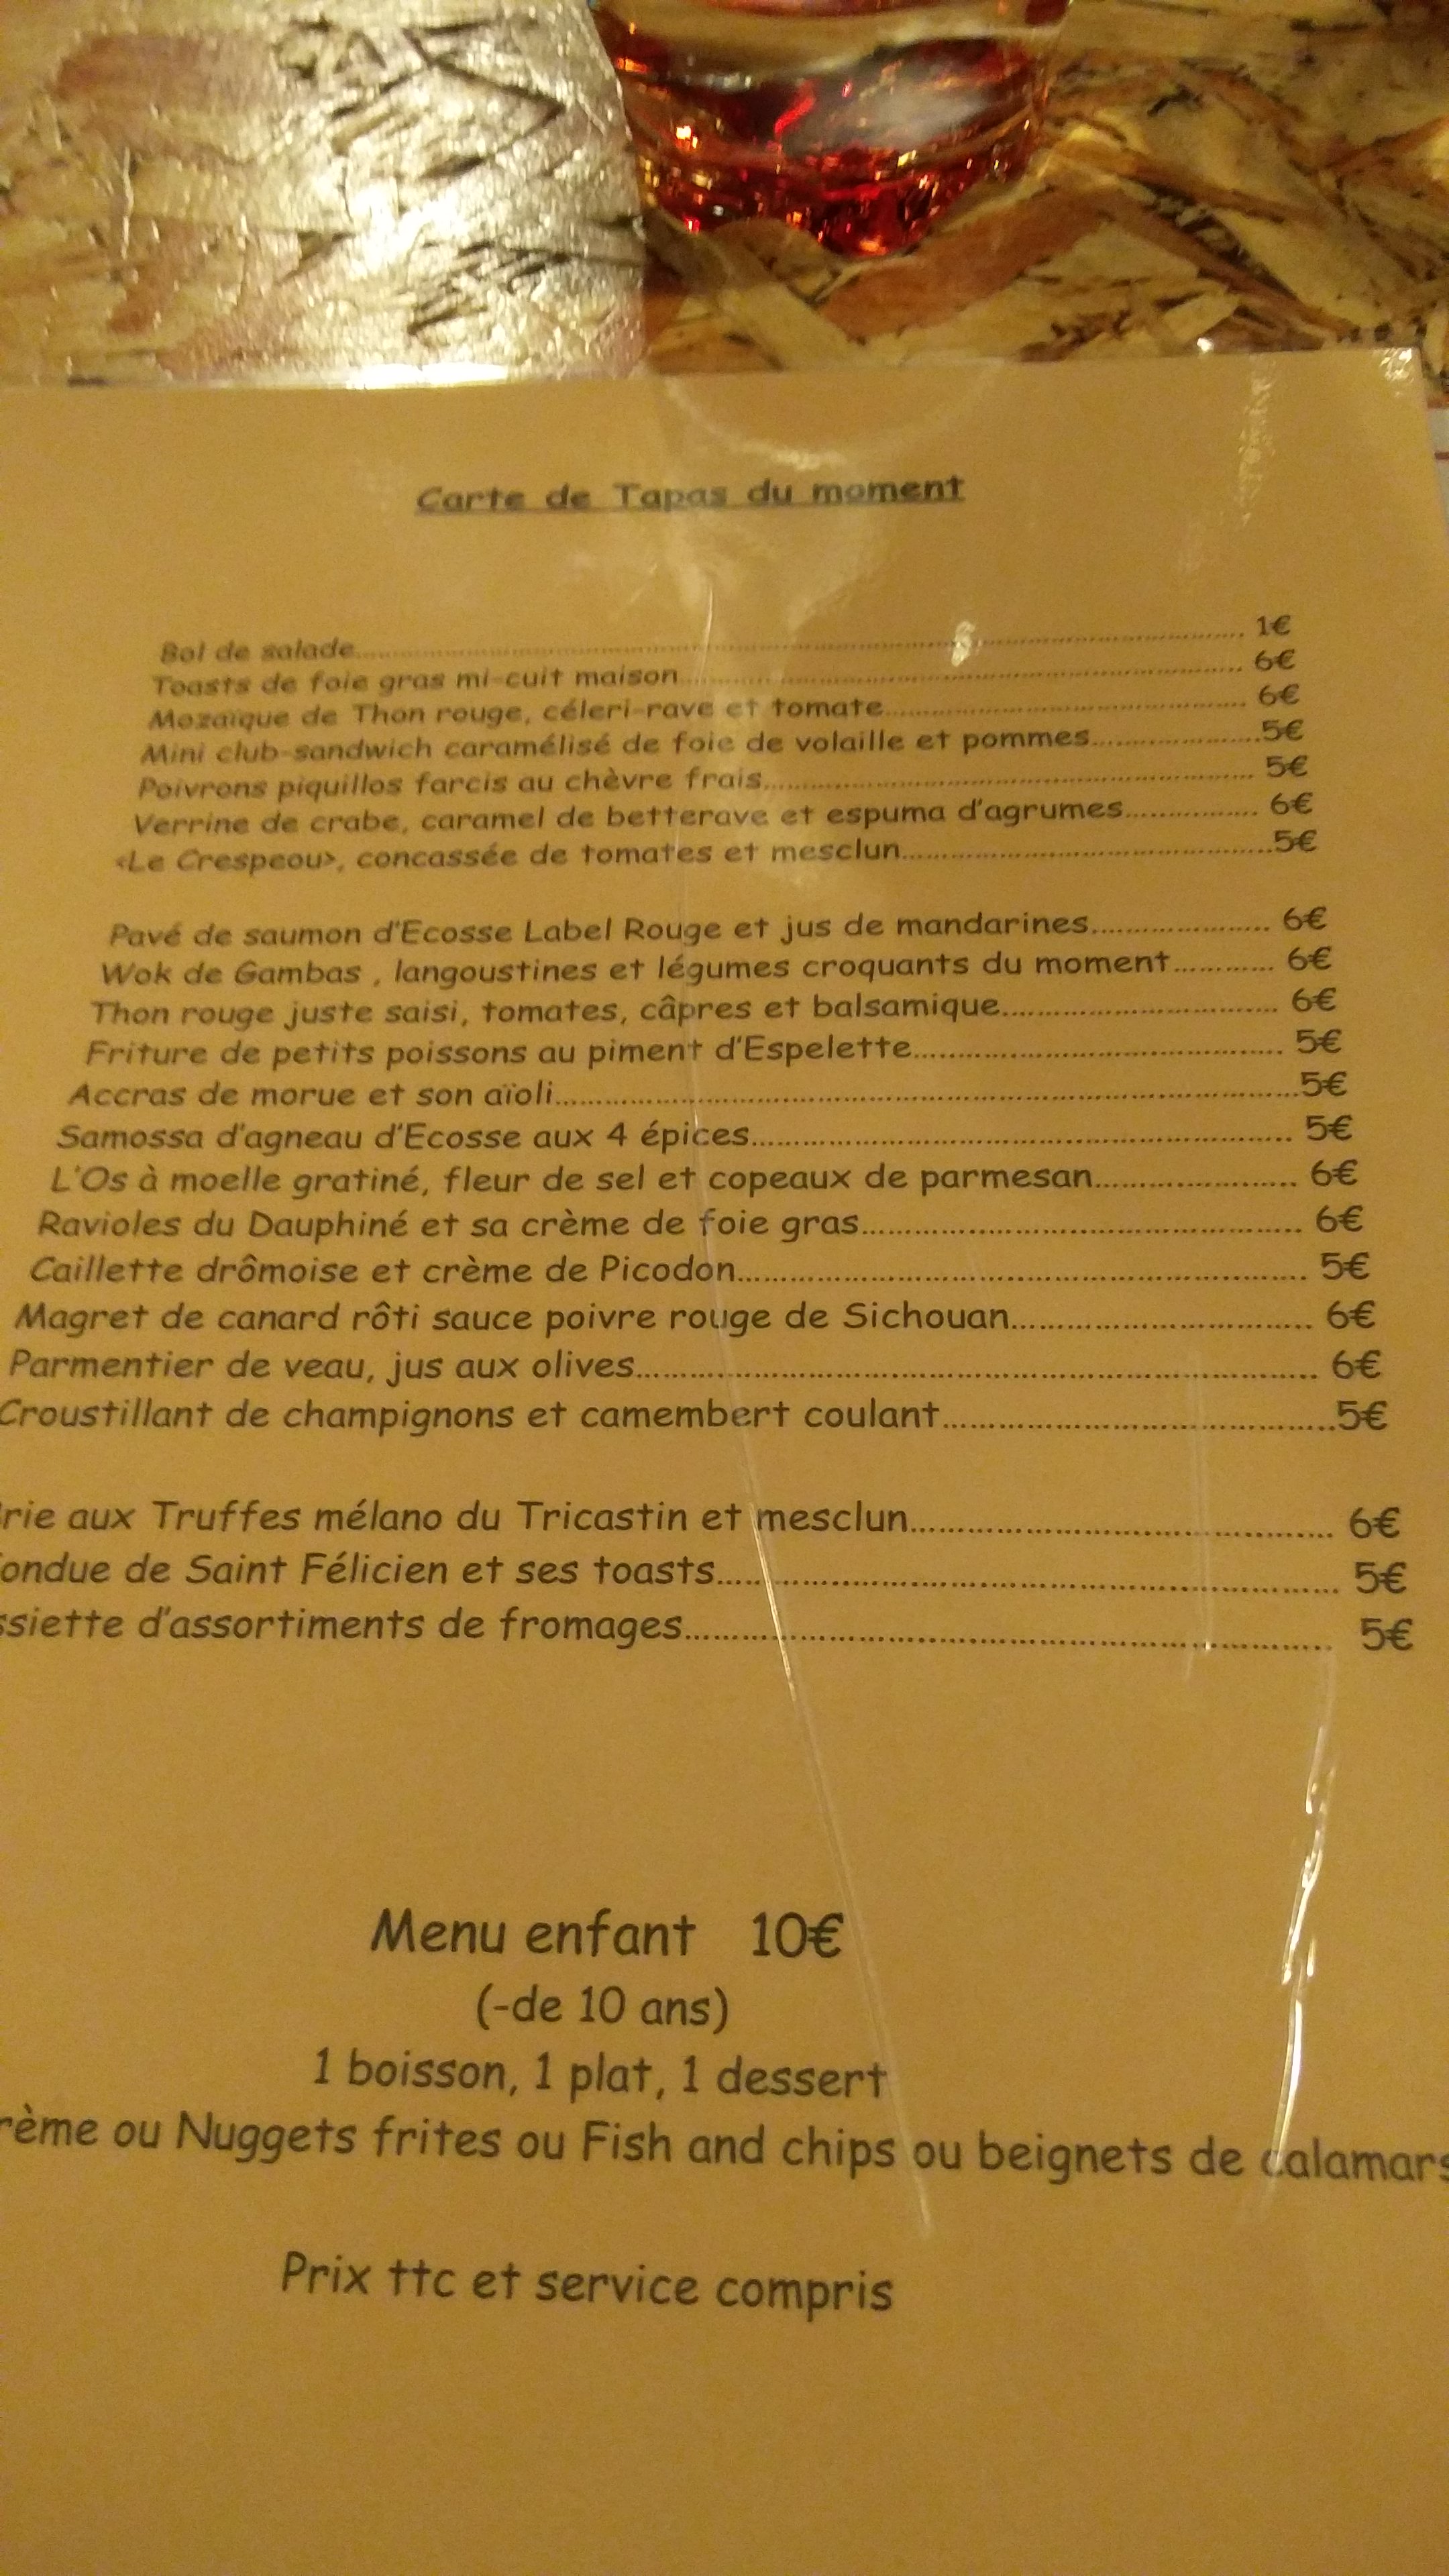 Carte de Tapas du moment
Bol de salade.......... 1€
Toasts de foie gras mi-cuit maison.......... 6€
Mozaïque de Thon rouge, céleri-rave et tomate.......... 6€
Mini club-sandwich caramélisé de foie de volaille et pommes..........5€
Poivrons piquillos farcis au chèvre frais.......... 5€
Verrine de crabe, caramel de betterave et espuma d'agrumes.......... 6€
<Le Crespeou>, concassée de tomates et mesclun..........5€
Pavé de saumon d'Ecosse Label Rouge et jus de mandarines.......... 6€
Wok de Gambas , langoustines et légumes croquants du moment.......... 6€
Thon rouge juste saisi, tomates, câpres et balsamique.......... 6€
Friture de petits poissons au piment d'Espelette.......... 5€
Accras de morue et son aïoli..........5€
Samossa d'agneau d'Ecosse aux 4 épices.......... 5€
L'Os à moelle gratiné, fleur de sel et copeaux de parmesan.......... 6€
Ravioles du Dauphiné et sa crème de foie gras.......... 6€
Caillette drômoise et crème de Picodon.......... 5€
Magret de canard rôti sauce poivre rouge de Sichouan.......... 6€
Parmentier de veau, jus aux olives.......... 6€
Croustillant de champignons et camembert coulant..........5€
rie aux Truffes mélano du Tricastin et mesclun.......... 6€
ondue de Saint Félicien et ses toasts.......... 5€
ssiette d'assortiments de fromages.......... 5€
Menu enfant 10€
(-de 10 ans)
1 boisson, 1 plat, 1 dessert
rème ou Nuggets frites ou Fish and chips ou beignets de calamars
Prix ttc et service compris